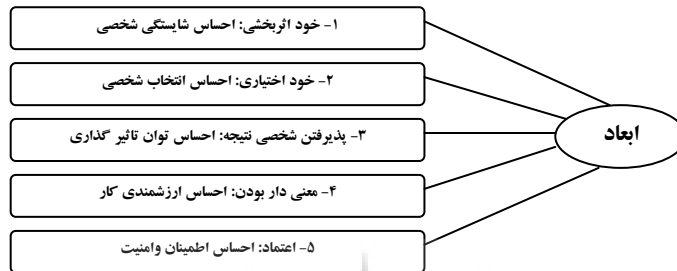 ۱- خود اثربخشی: احساس شایستگی شخصی
۲- خود اختیاری: احساس انتخاب شخصی
۳- پذیرفتن شخصی نتیجه: احساس توان تاثیر گذاری
ابعاد
۴- معنی دار بودن: احساس ارزشمندی کار
۵- اعتماد: احساس اطمینان وامنیت